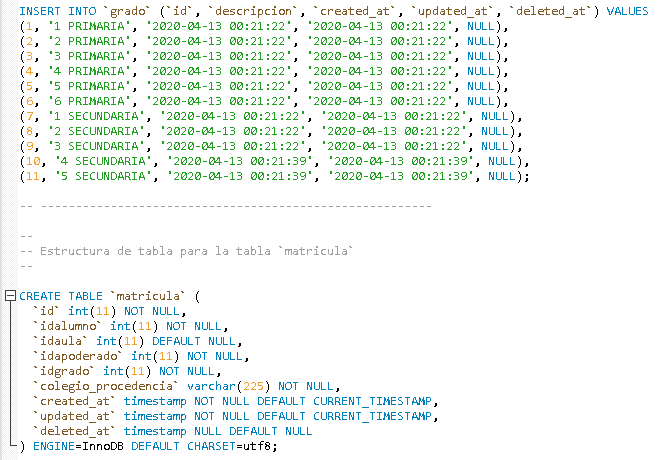 INSERT INTO `grado` (`id`, `descripcion`, `created_at`, `updated_at`, `deleted_at`) VALUES
(1, '1 PRIMARIA', '2020-04-13 00:21:22', '2020-04-13 00:21:22', NULL),
(2, '2 PRIMARIA', '2020-04-13 00:21:22', '2020-04-13 00:21:22', NULL),
(3, '3 PRIMARIA', '2020-04-13 00:21:22', '2020-04-13 00:21:22', NULL),
(4, '4 PRIMARIA', '2020-04-13 00:21:22', '2020-04-13 00:21:22', NULL),
(5, '5 PRIMARIA', '2020-04-13 00:21:22', '2020-04-13 00:21:22', NULL),
(6, '6 PRIMARIA', '2020-04-13 00:21:22', '2020-04-13 00:21:22', NULL),
(7, '1 SECUNDARIA', '2020-04-13 00:21:22', '2020-04-13 00:21:22', NULL),
(8, '2 SECUNDARIA', '2020-04-13 00:21:22', '2020-04-13 00:21:22', NULL),
(9, '3 SECUNDARIA', '2020-04-13 00:21:22', '2020-04-13 00:21:22', NULL),
(10, '4 SECUNDARIA', '2020-04-13 00:21:39', '2020-04-13 00:21:39', NULL),
(11, '5 SECUNDARIA', '2020-04-13 00:21:39', '2020-04-13 00:21:39', NULL);
-- --------------------------------------------------------
--
-- Estructura de tabla para la tabla `matricula`
--
CREATE TABLE `matricula` (
`id` int(11) NOT NULL,
`idalumno` int(11) NOT NULL,
`idaula` int(11) DEFAULT NULL,
`idapoderado` int(11) NOT NULL,
`idgrado` int(11) NOT NULL,
`colegio_procedencia` varchar(225) NOT NULL,
`created_at` timestamp NOT NULL DEFAULT CURRENT_TIMESTAMP,
`updated_at` timestamp NOT NULL DEFAULT CURRENT_TIMESTAMP,
`deleted_at` timestamp NULL DEFAULT NULL
) ENGINE=InnoDB DEFAULT CHARSET=utf8;